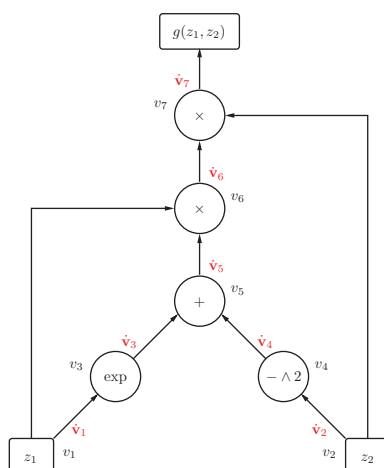 g(z₁, z₂)
v̇₇
v₇ ×
v̇₆
× v₆
v̇₅
+ v₅
v̇₃ v̇₄
v₃ exp − ∧ 2 v₄
v̇₁ v̇₂
z₁ v₁ v₂ z₂